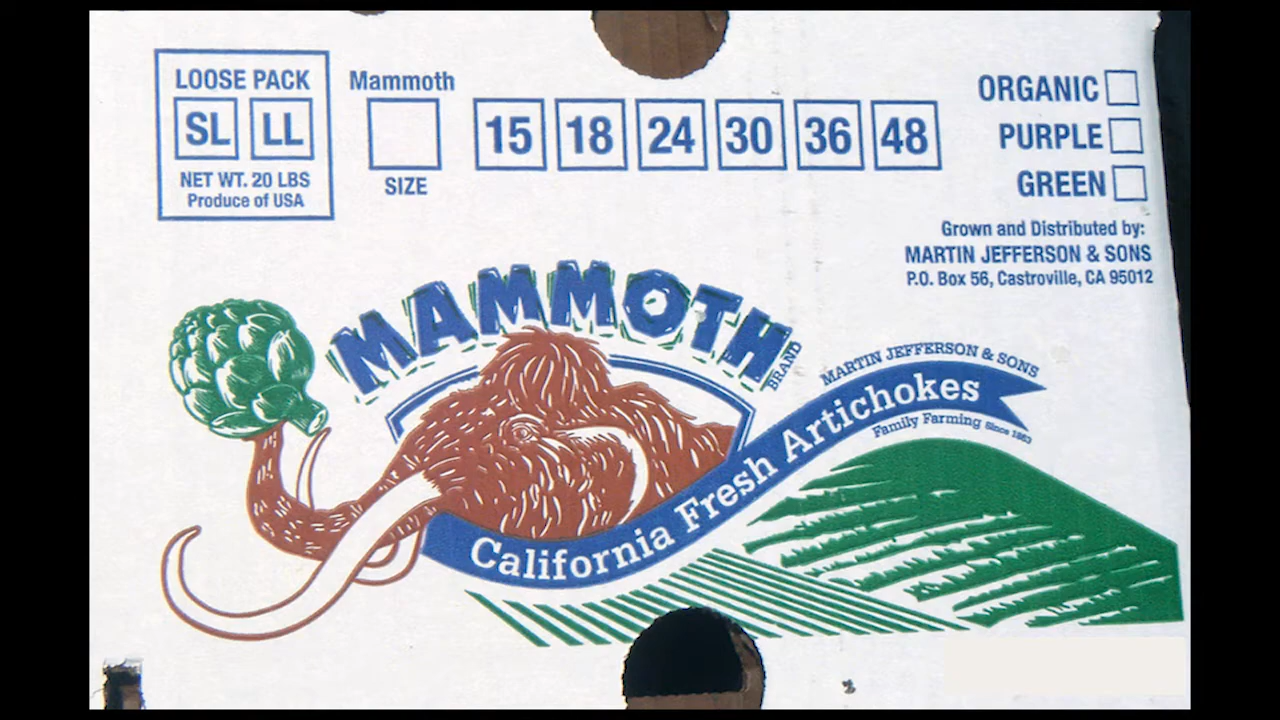 LOOSE PACK
SL LL
NET WT. 20 LBS
Produce of USA
Mammoth
SIZE
15 18 24 30 36 48
ORGANIC
PURPLE
GREEN
Grown and Distributed by:
MARTIN JEFFERSON & SONS
P.O. Box 56, Castroville, CA 95012
MAMMOTH
BRAND
MARTIN JEFFERSON & SONS
California Fresh Artichokes
Family Farming Since 1863